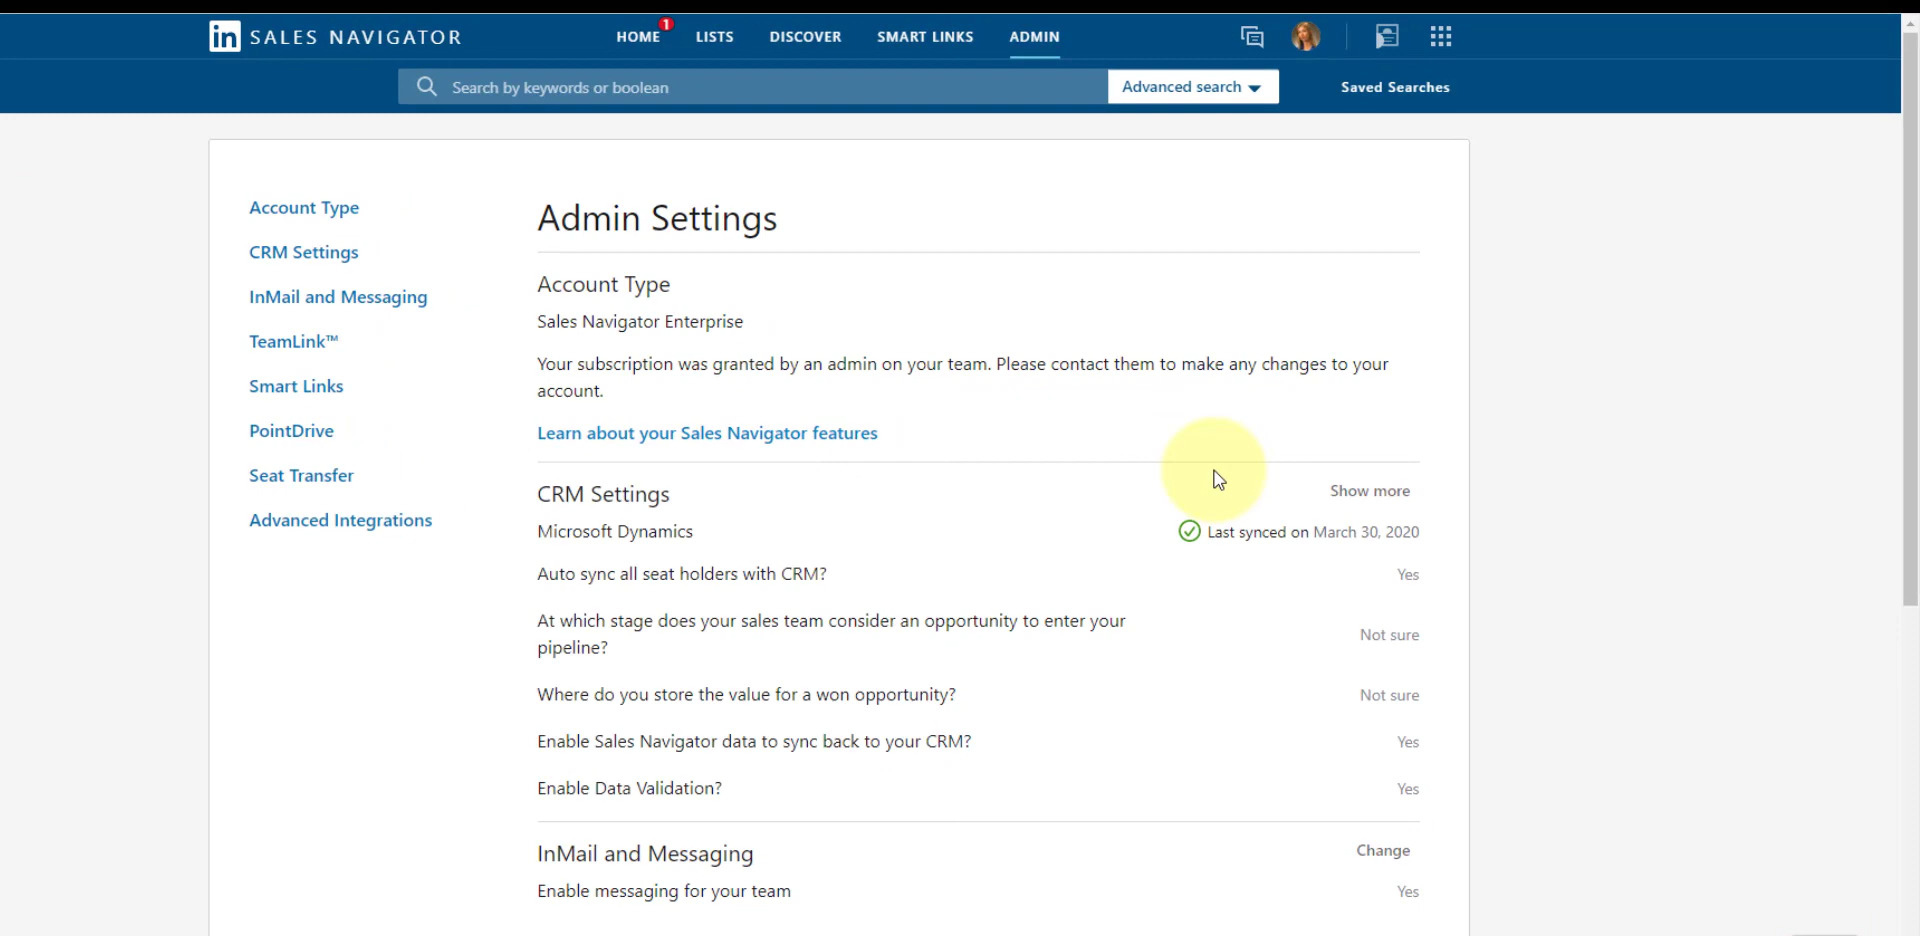 in SALES NAVIGATOR
HOME 1 LISTS DISCOVER SMART LINKS ADMIN
Search by keywords or boolean
Advanced search
Saved Searches
Account Type
CRM Settings
InMail and Messaging
TeamLink™
Smart Links
PointDrive
Seat Transfer
Advanced Integrations
Admin Settings
Account Type
Sales Navigator Enterprise
Your subscription was granted by an admin on your team. Please contact them to make any changes to your
account.
Learn about your Sales Navigator features
CRM Settings Show more
Microsoft Dynamics Last synced on March 30, 2020
Auto sync all seat holders with CRM? Yes
At which stage does your sales team consider an opportunity to enter your
pipeline? Not sure
Where do you store the value for a won opportunity? Not sure
Enable Sales Navigator data to sync back to your CRM? Yes
Enable Data Validation? Yes
InMail and Messaging Change
Enable messaging for your team Yes